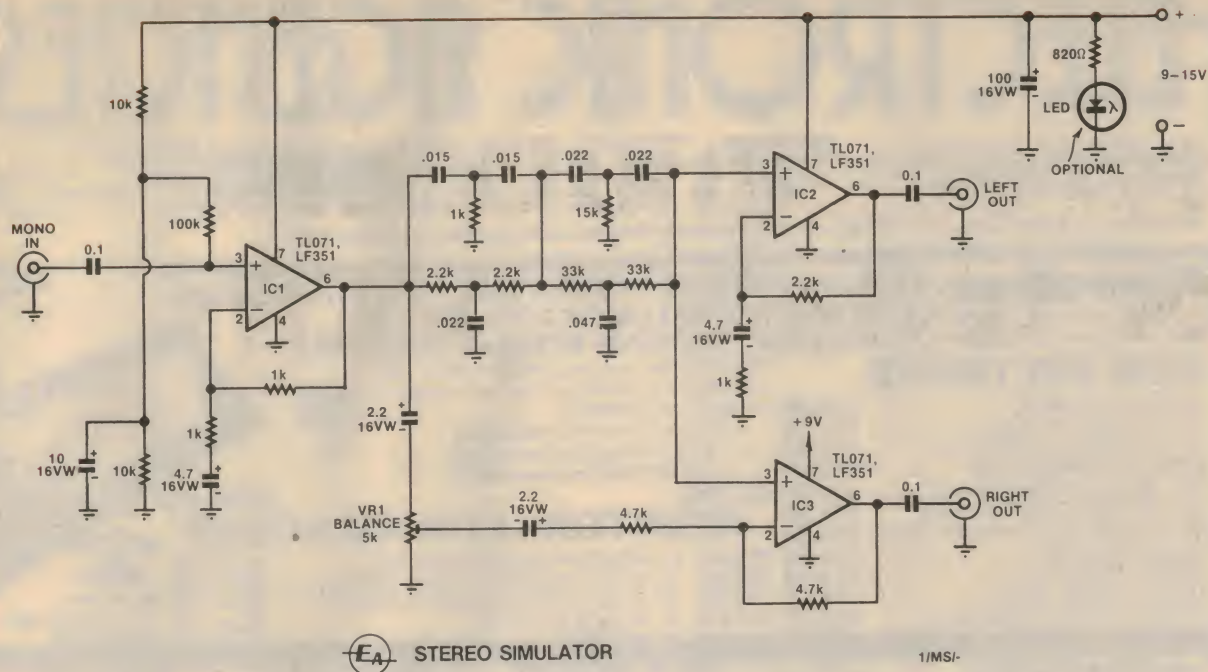 +
820Ω
9–15V
100
16VW
+
−
LED
λ
−
OPTIONAL
10k
.015
.015
.022
.022
TL071,
LF351
3
+
7
IC2
6
0.1
LEFT
OUT
2
−
4
1k
15k
MONO
IN
0.1
100k
TL071,
LF351
3
+
7
IC1
6
2
−
4
2.2k
2.2k
33k
33k
2.2k
.022
.047
4.7
16VW
+
−
1k
1k
1k
10
16VW
+
−
10k
4.7
16VW
+
−
2.2
16VW
+
−
+9V
TL071,
LF351
3
+
7
IC3
6
0.1
RIGHT
OUT
2
−
4
VR1
BALANCE
5k
2.2
16VW
−
+
4.7k
4.7k
EA STEREO SIMULATOR
1/MS/-